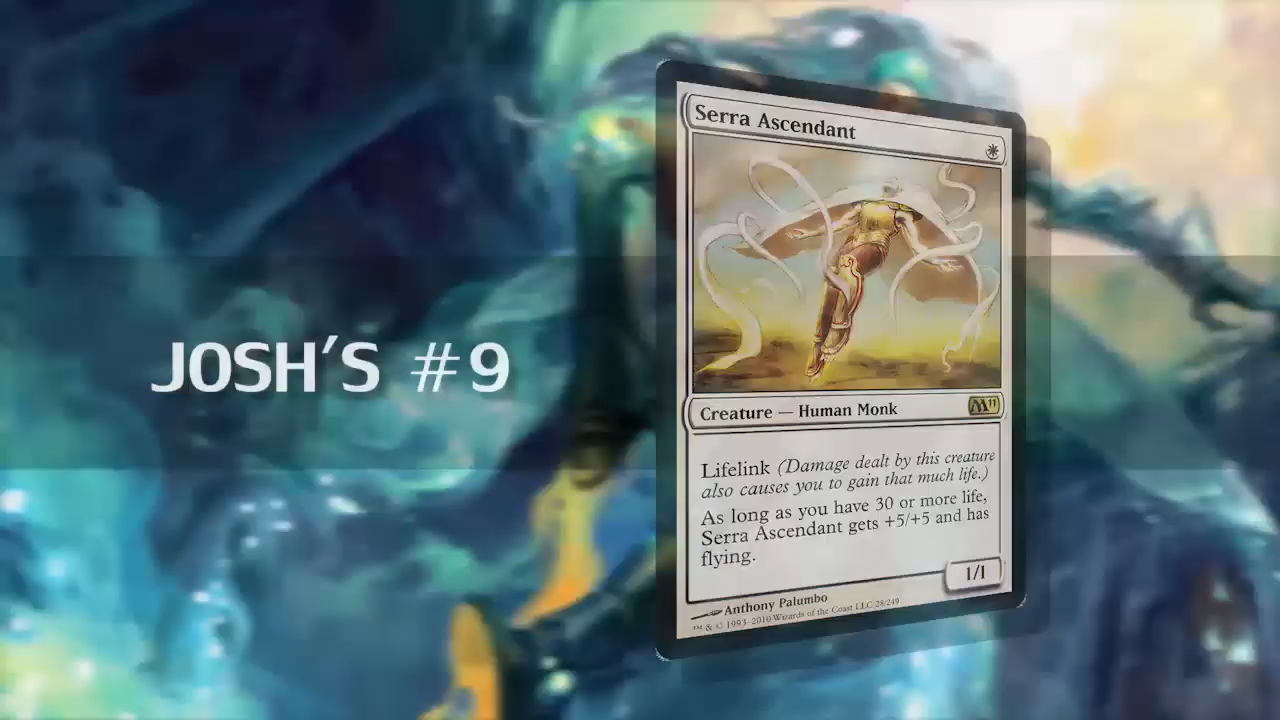 JOSH'S #9
Serra Ascendant
Creature — Human Monk
M11
Lifelink (Damage dealt by this creature
also causes you to gain that much life.)
As long as you have 30 or more life,
Serra Ascendant gets +5/+5 and has
flying.
1/1
Anthony Palumbo
™ & © 1993–2010 Wizards of the Coast LLC 28/249